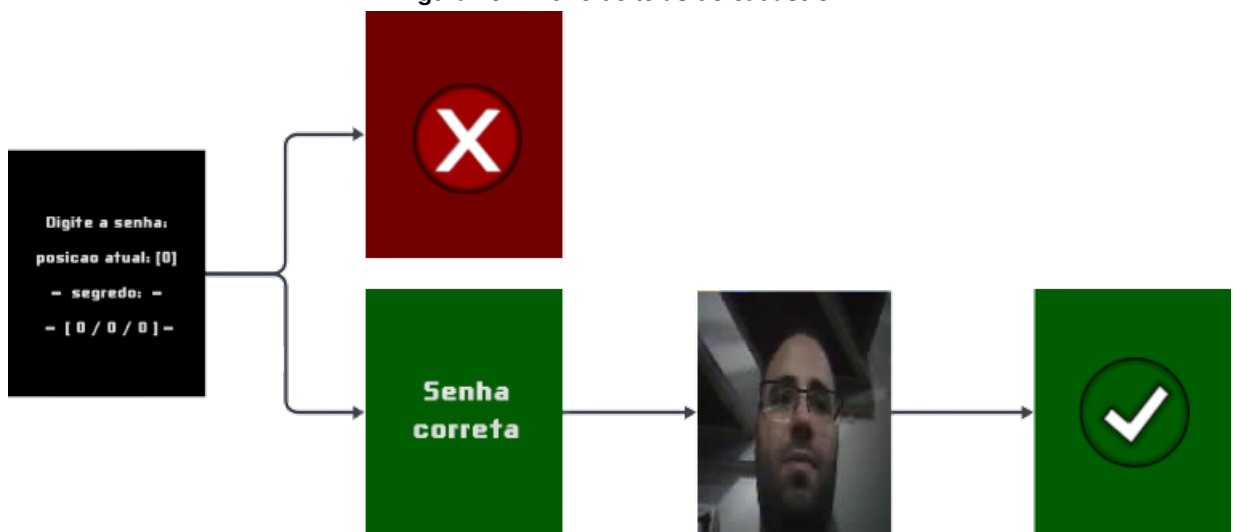 Digite a senha:
posicao atual: [0]
- segredo: -
- [ 0 / 0 / 0 ] -
Senha
correta